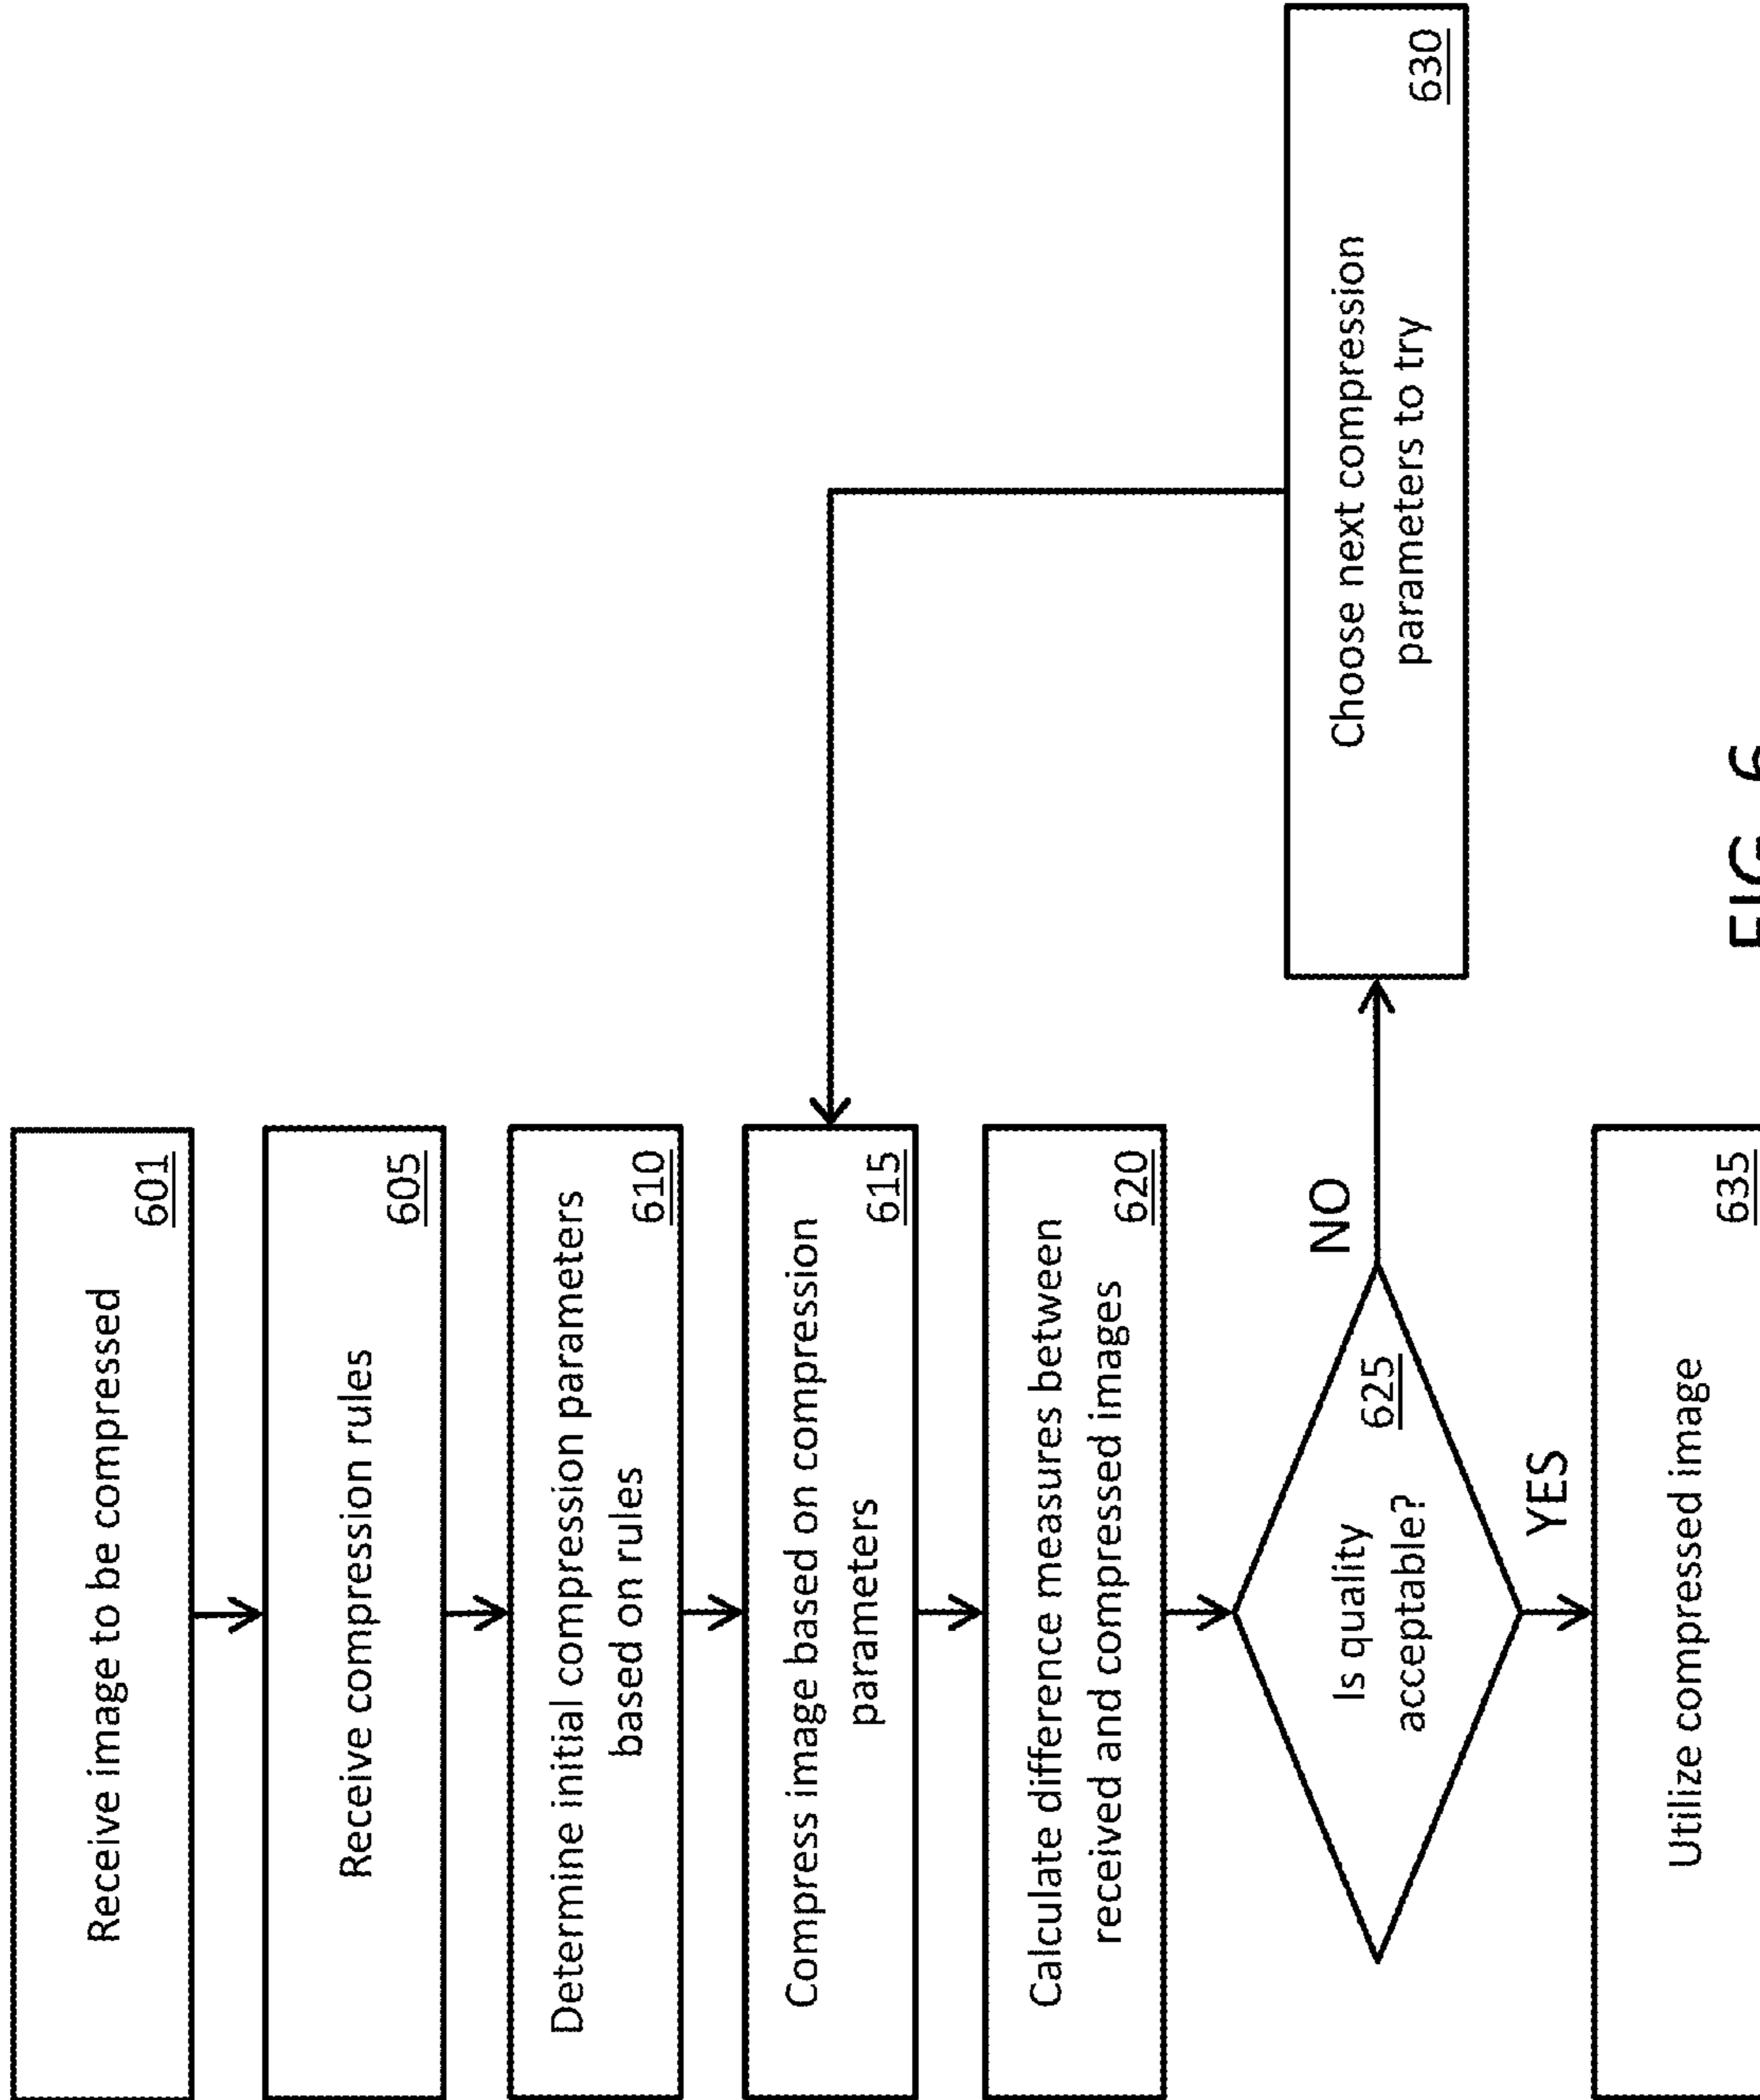 Receive image to be compressed
601
Receive compression rules
605
Determine initial compression parameters
based on rules
610
Compress image based on compression
parameters
615
Calculate difference measures between
received and compressed images
620
Is quality
acceptable?
625
NO
YES
Choose next compression
parameters to try
630
Utilize compressed image
635
FIG. 6